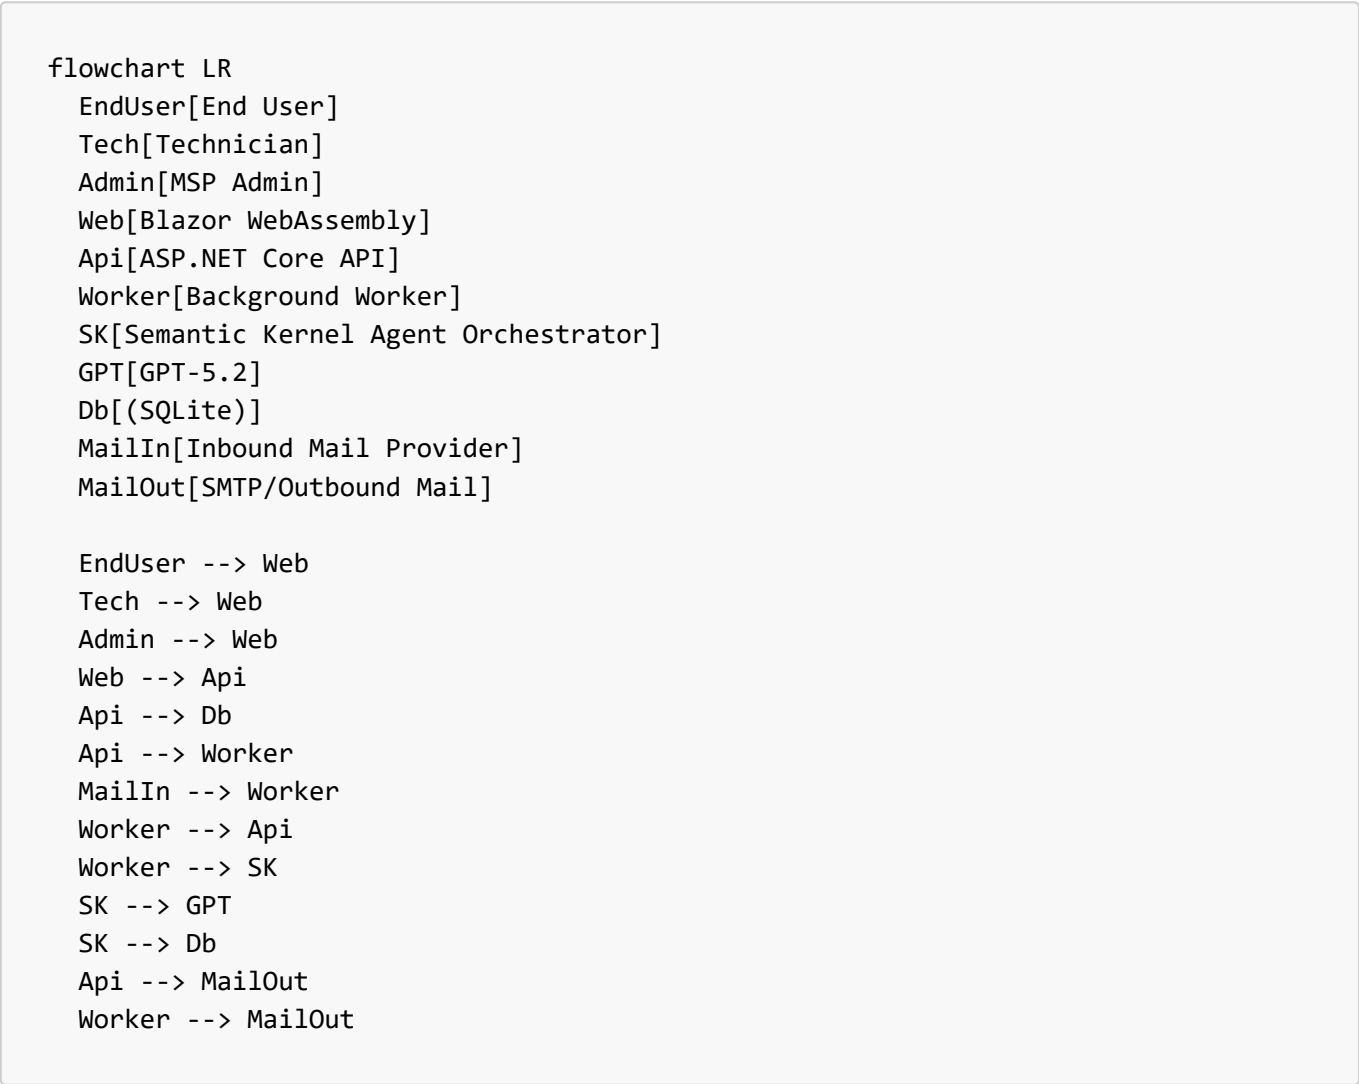 flowchart LR
  EndUser[End User]
  Tech[Technician]
  Admin[MSP Admin]
  Web[Blazor WebAssembly]
  Api[ASP.NET Core API]
  Worker[Background Worker]
  SK[Semantic Kernel Agent Orchestrator]
  GPT[GPT-5.2]
  Db[(SQLite)]
  MailIn[Inbound Mail Provider]
  MailOut[SMTP/Outbound Mail]

  EndUser --> Web
  Tech --> Web
  Admin --> Web
  Web --> Api
  Api --> Db
  Api --> Worker
  MailIn --> Worker
  Worker --> Api
  Worker --> SK
  SK --> GPT
  SK --> Db
  Api --> MailOut
  Worker --> MailOut